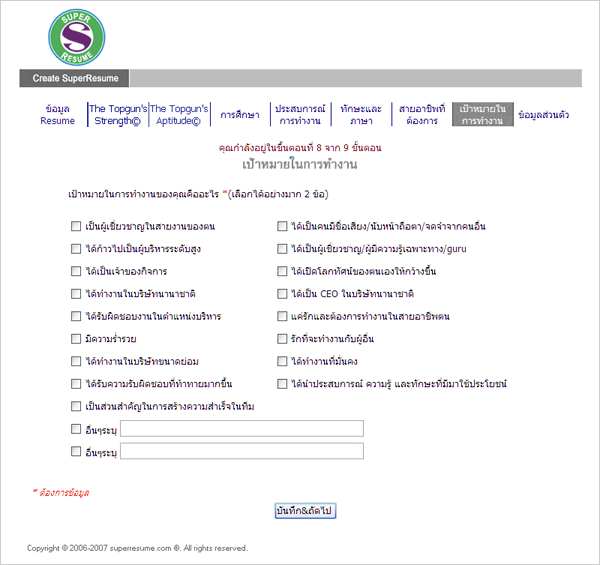 SUPER
RESUME
Create SuperResume
ข้อมูล Resume
The Topgun's Strength©
The Topgun's Aptitude©
การศึกษา
ประสบการณ์ การทำงาน
ทักษะและ ภาษา
สายอาชีพที่ ต้องการ
เป้าหมายใน การทำงาน
ข้อมูลส่วนตัว
คุณกำลังอยู่ในขั้นตอนที่ 8 จาก 9 ขั้นตอน
เป้าหมายในการทำงาน
เป้าหมายในการทำงานของคุณคืออะไร *(เลือกได้อย่างมาก 2 ข้อ)
เป็นผู้เชี่ยวชาญในสายงานของตน
ได้เป็นคนมีชื่อเสียง/นับหน้าถือตา/จดจำจากคนอื่น
ได้ก้าวไปเป็นผู้บริหารระดับสูง
ได้เป็นผู้เชี่ยวชาญ/ผู้มีความรู้เฉพาะทาง/guru
ได้เป็นเจ้าของกิจการ
ได้เปิดโลกทัศน์ของตนเองให้กว้างขึ้น
ได้ทำงานในบริษัทนานาชาติ
ได้เป็น CEO ในบริษัทนานาชาติ
ได้รับผิดชอบงานในตำแหน่งบริหาร
แค่รักและต้องการทำงานในสายอาชีพตน
มีความร่ำรวย
รักที่จะทำงานกับผู้อื่น
ได้ทำงานในบริษัทขนาดย่อม
ได้ทำงานที่มั่นคง
ได้รับความรับผิดชอบที่ท้าทายมากขึ้น
ได้นำประสบการณ์ ความรู้ และทักษะที่มีมาใช้ประโยชน์
เป็นส่วนสำคัญในการสร้างความสำเร็จในทีม
อื่นๆระบุ
อื่นๆระบุ
* ต้องการข้อมูล
บันทึก&ถัดไป
Copyright © 2006-2007 superresume.com ®. All rights reserved.